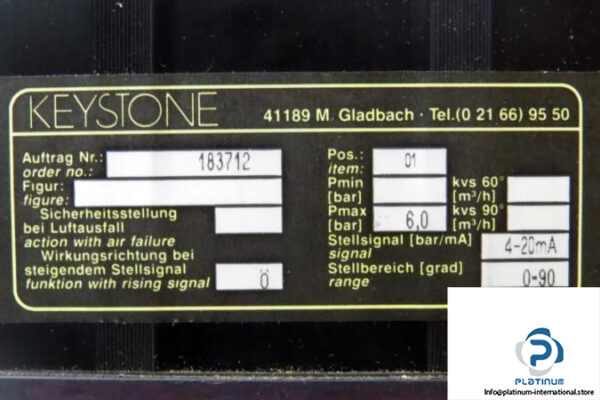 KEYSTONE
41189 M. Gladbach · Tel.(0 21 66) 95 50
Auftrag Nr.: 183712
order no.:
Figur:
figure:
Sicherheitsstellung
bei Luftausfall
action with air failure
Wirkungsrichtung bei
steigendem Stellsignal
funktion with rising signal Ö
Pos.: 01
item:
Pmin kvs 60°
[bar] [m³/h]
Pmax kvs 90°
[bar] 6,0 [m³/h]
Stellsignal [bar/mA] 4-20mA
signal
Stellbereich [grad] 0-90
range
PLATINUM
Info@platinum-international.store